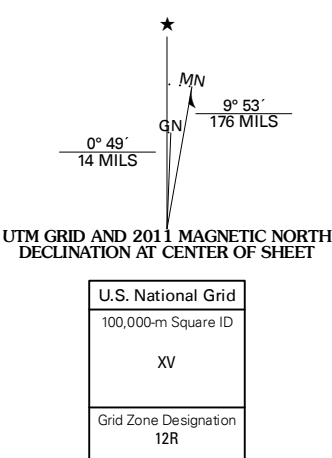 ★
MN
GN
9° 53´
176 MILS
0° 49´
14 MILS
UTM GRID AND 2011 MAGNETIC NORTH
DECLINATION AT CENTER OF SHEET
U.S. National Grid
100,000-m Square ID
XV
Grid Zone Designation
12R